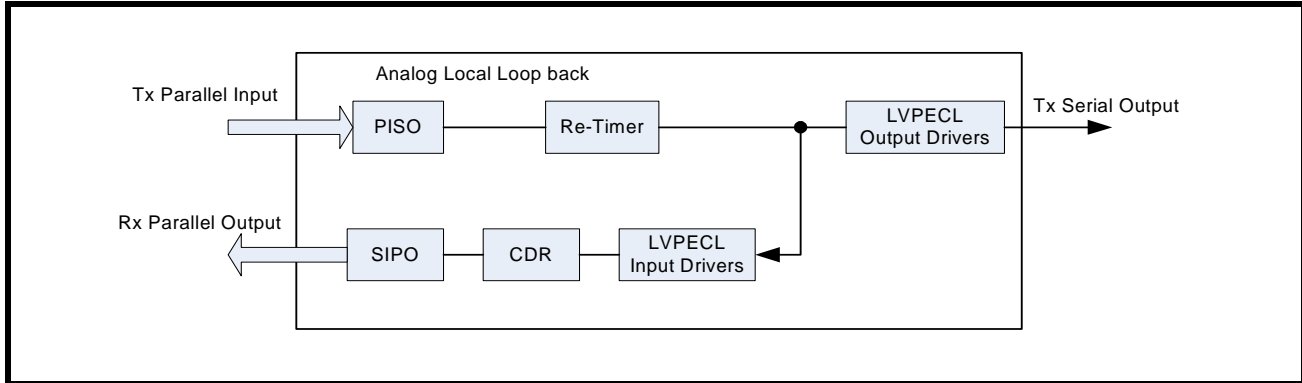 Analog Local Loop back
Tx Parallel Input
PISO
Re-Timer
LVPECL
Output Drivers
Tx Serial Output
Rx Parallel Output
SIPO
CDR
LVPECL
Input Drivers